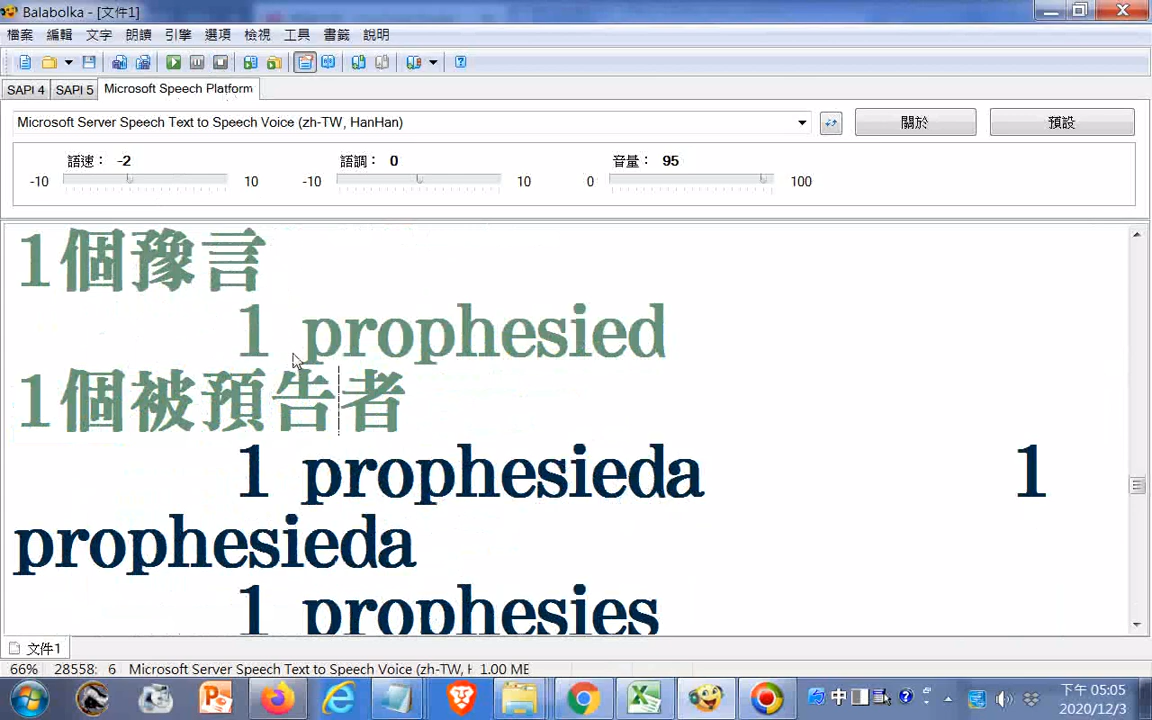 Balabolka - [文件1]
檔案 編輯 文字 朗讀 引擎 選項 檢視 工具 書籤 說明
SAPI 4 SAPI 5 Microsoft Speech Platform
Microsoft Server Speech Text to Speech Voice (zh-TW, HanHan) 關於 預設
語速： -2 語調： 0 音量： 95
-10 10 -10 10 0 100
1個豫言
1 prophesied
1個被預告者
1 prophesieda 1
prophesieda
1 prophesies
文件1
66% 28558: 6 Microsoft Server Speech Text to Speech Voice (zh-TW, H 1.00 ME
中 下午 05:05
2020/12/3